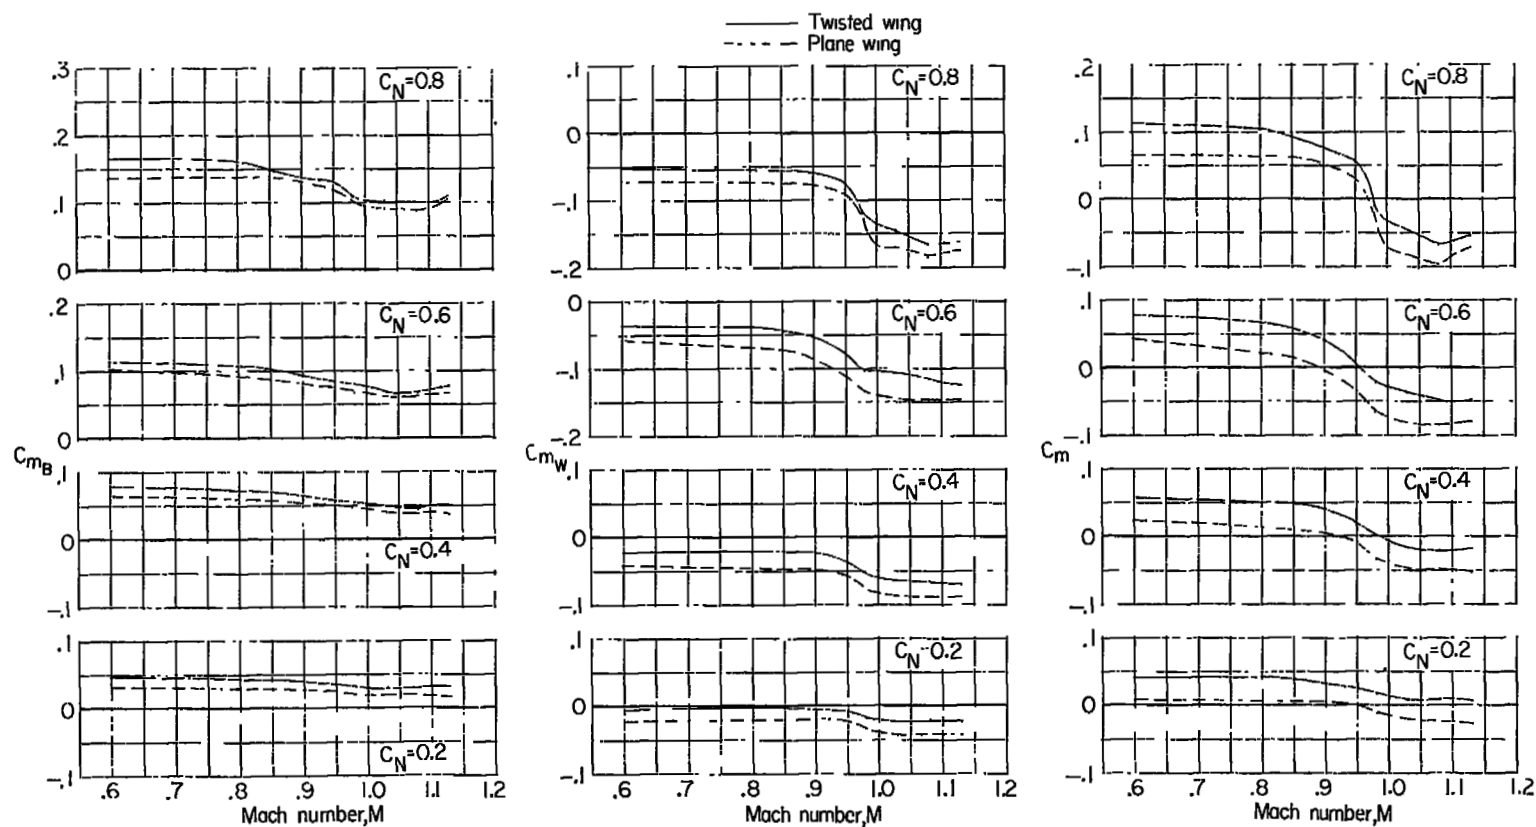 Twisted wing
Plane wing
.3
.2
.1
0
C_N=0.8
.1
0
-.1
-.2
C_N=0.8
.2
.1
0
-.1
C_N=0.8
.2
.1
0
C_N=0.6
0
-.1
-.2
C_N=0.6
.1
0
-.1
C_N=0.6
C_mB
.1
0
-.1
C_N=0.4
C_mW
.1
0
-.1
C_N=0.4
C_m
.1
0
-.1
C_N=0.4
.1
0
-.1
C_N=0.2
.1
0
-.1
C_N-0.2
.1
0
-.1
C_N=0.2
.6 .7 .8 .9 1.0 1.1 1.2
Mach number,M
.6 .7 .8 .9 1.0 1.1 1.2
Mach number,M
.6 .7 .8 .9 1.0 1.1 1.2
Mach number,M